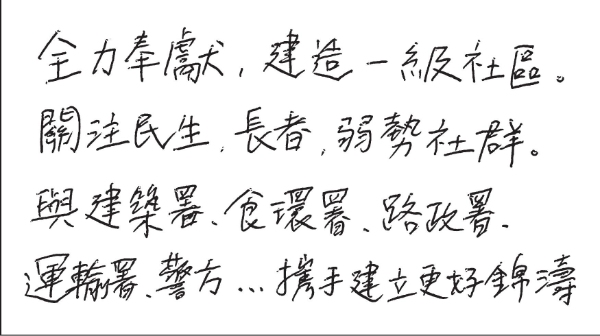 全力奉獻，建造一級社區。
關注民生，長者，弱勢社群。
與建築署、食環署、路政署、
運輸署、警方…攜手建立更好錦濤